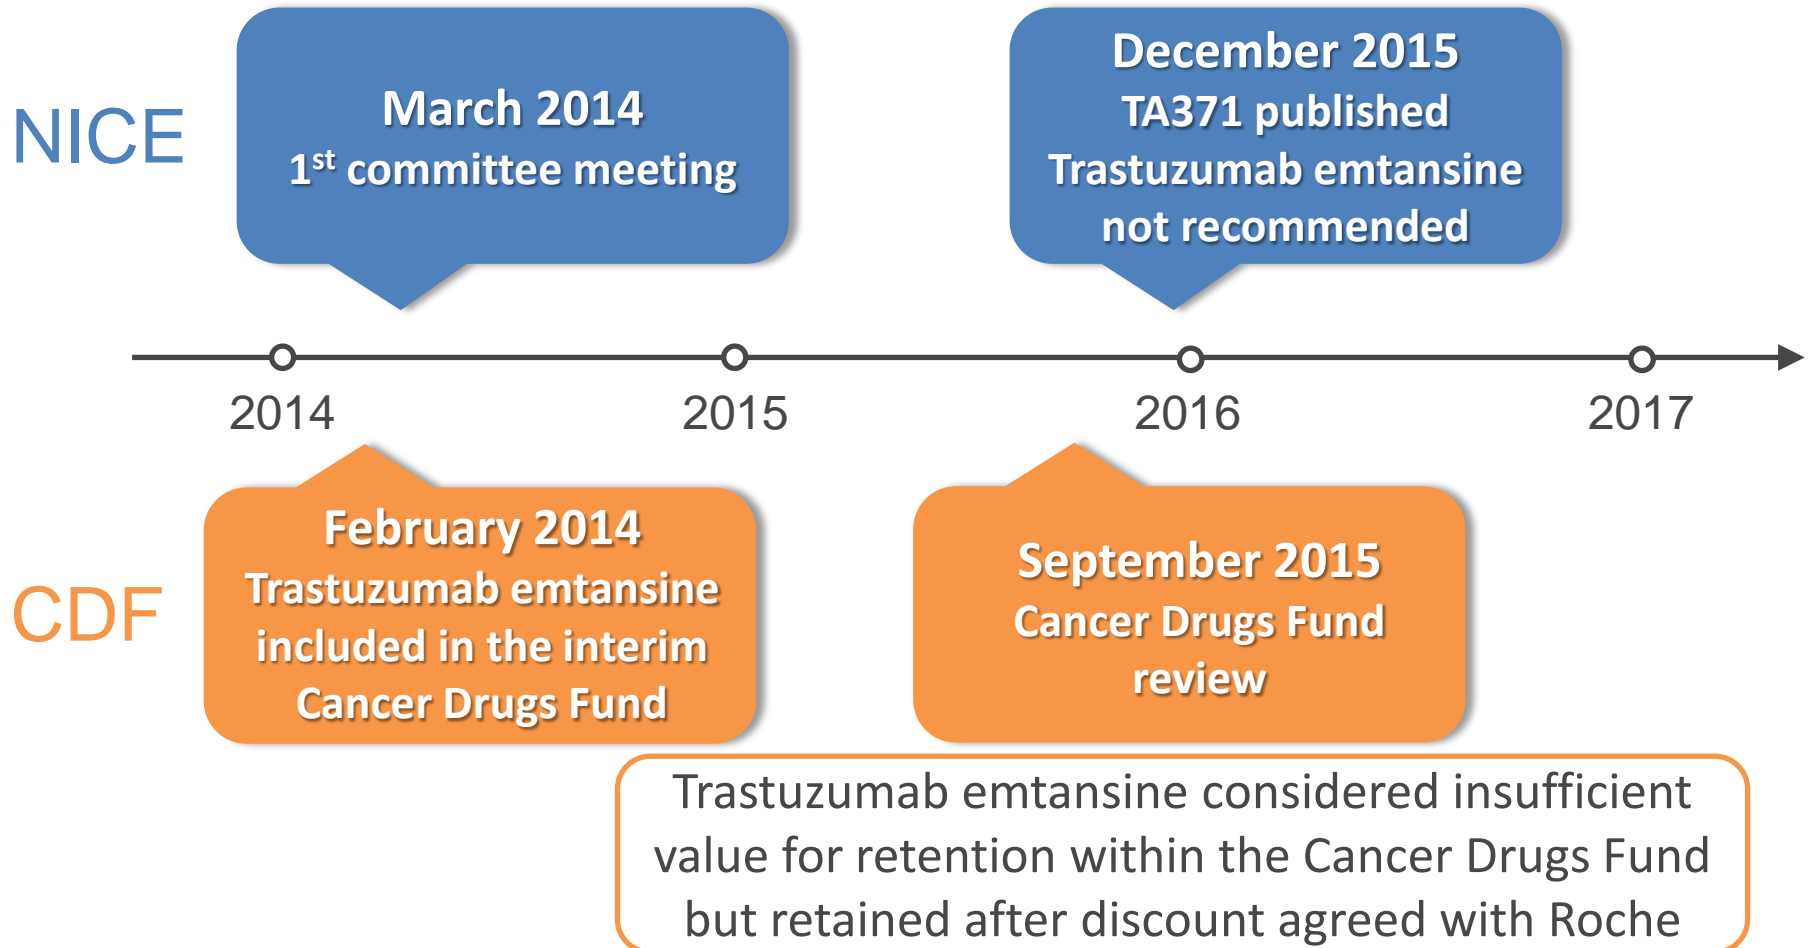 NICE
March 2014
1st committee meeting
December 2015
TA371 published
Trastuzumab emtansine
not recommended
2014
2015
2016
2017
CDF
February 2014
Trastuzumab emtansine
included in the interim
Cancer Drugs Fund
September 2015
Cancer Drugs Fund
review
Trastuzumab emtansine considered insufficient
value for retention within the Cancer Drugs Fund
but retained after discount agreed with Roche